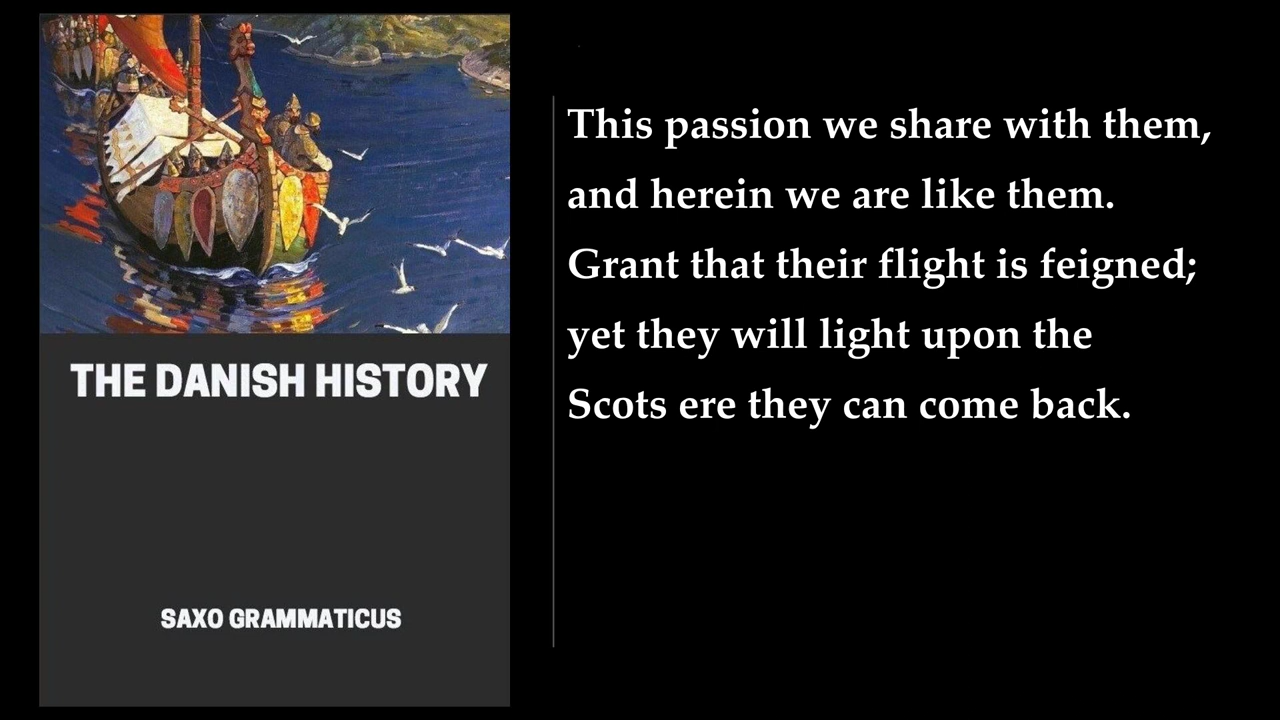 THE DANISH HISTORY
SAXO GRAMMATICUS
This passion we share with them,
and herein we are like them.
Grant that their flight is feigned;
yet they will light upon the
Scots ere they can come back.